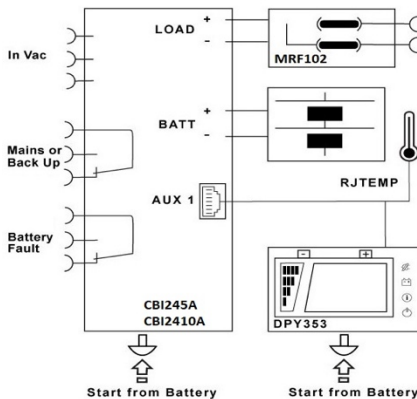 LOAD
+
-
In Vac
MRF102
BATT
+
-
Mains or
Back Up
RJTEMP
AUX 1
Battery
Fault
- +
CBI245A
CBI2410A
DPY353
Start from Battery
Start from Battery